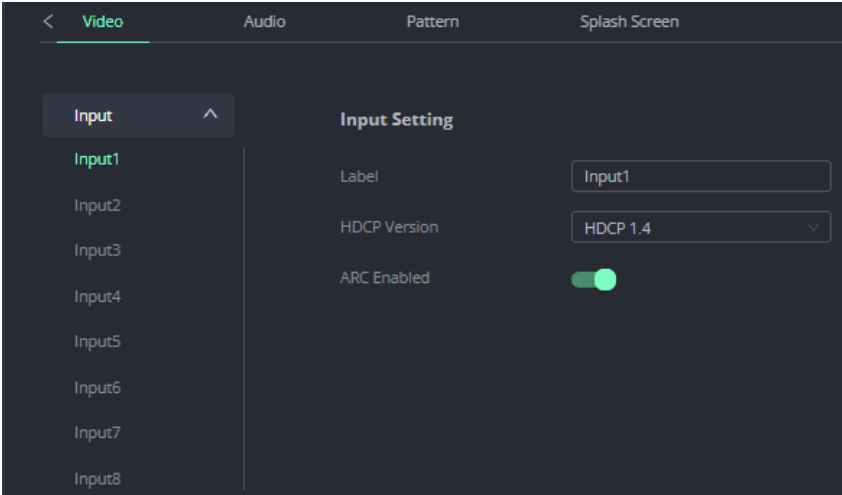 Video Audio Pattern Splash Screen
Input
Input1
Input2
Input3
Input4
Input5
Input6
Input7
Input8
Input Setting
Label Input1
HDCP Version HDCP 1.4
ARC Enabled